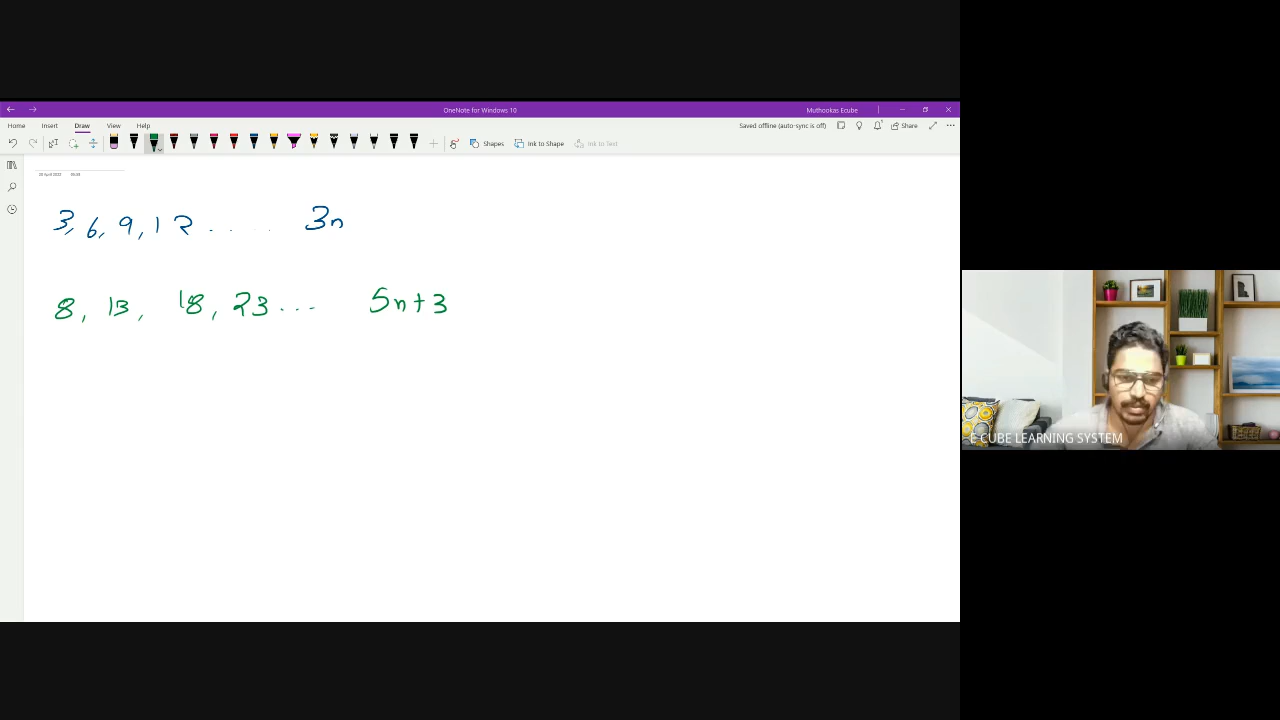 OneNote for Windows 10
Muthookas Ecube
Home Insert Draw View Help
Saved offline (auto-sync is off) Share
Shapes Ink to Shape Ink to Text
3, 6, 9, 12 ..... 3n
8, 13, 18, 23 ... 5n+3
E CUBE LEARNING SYSTEM